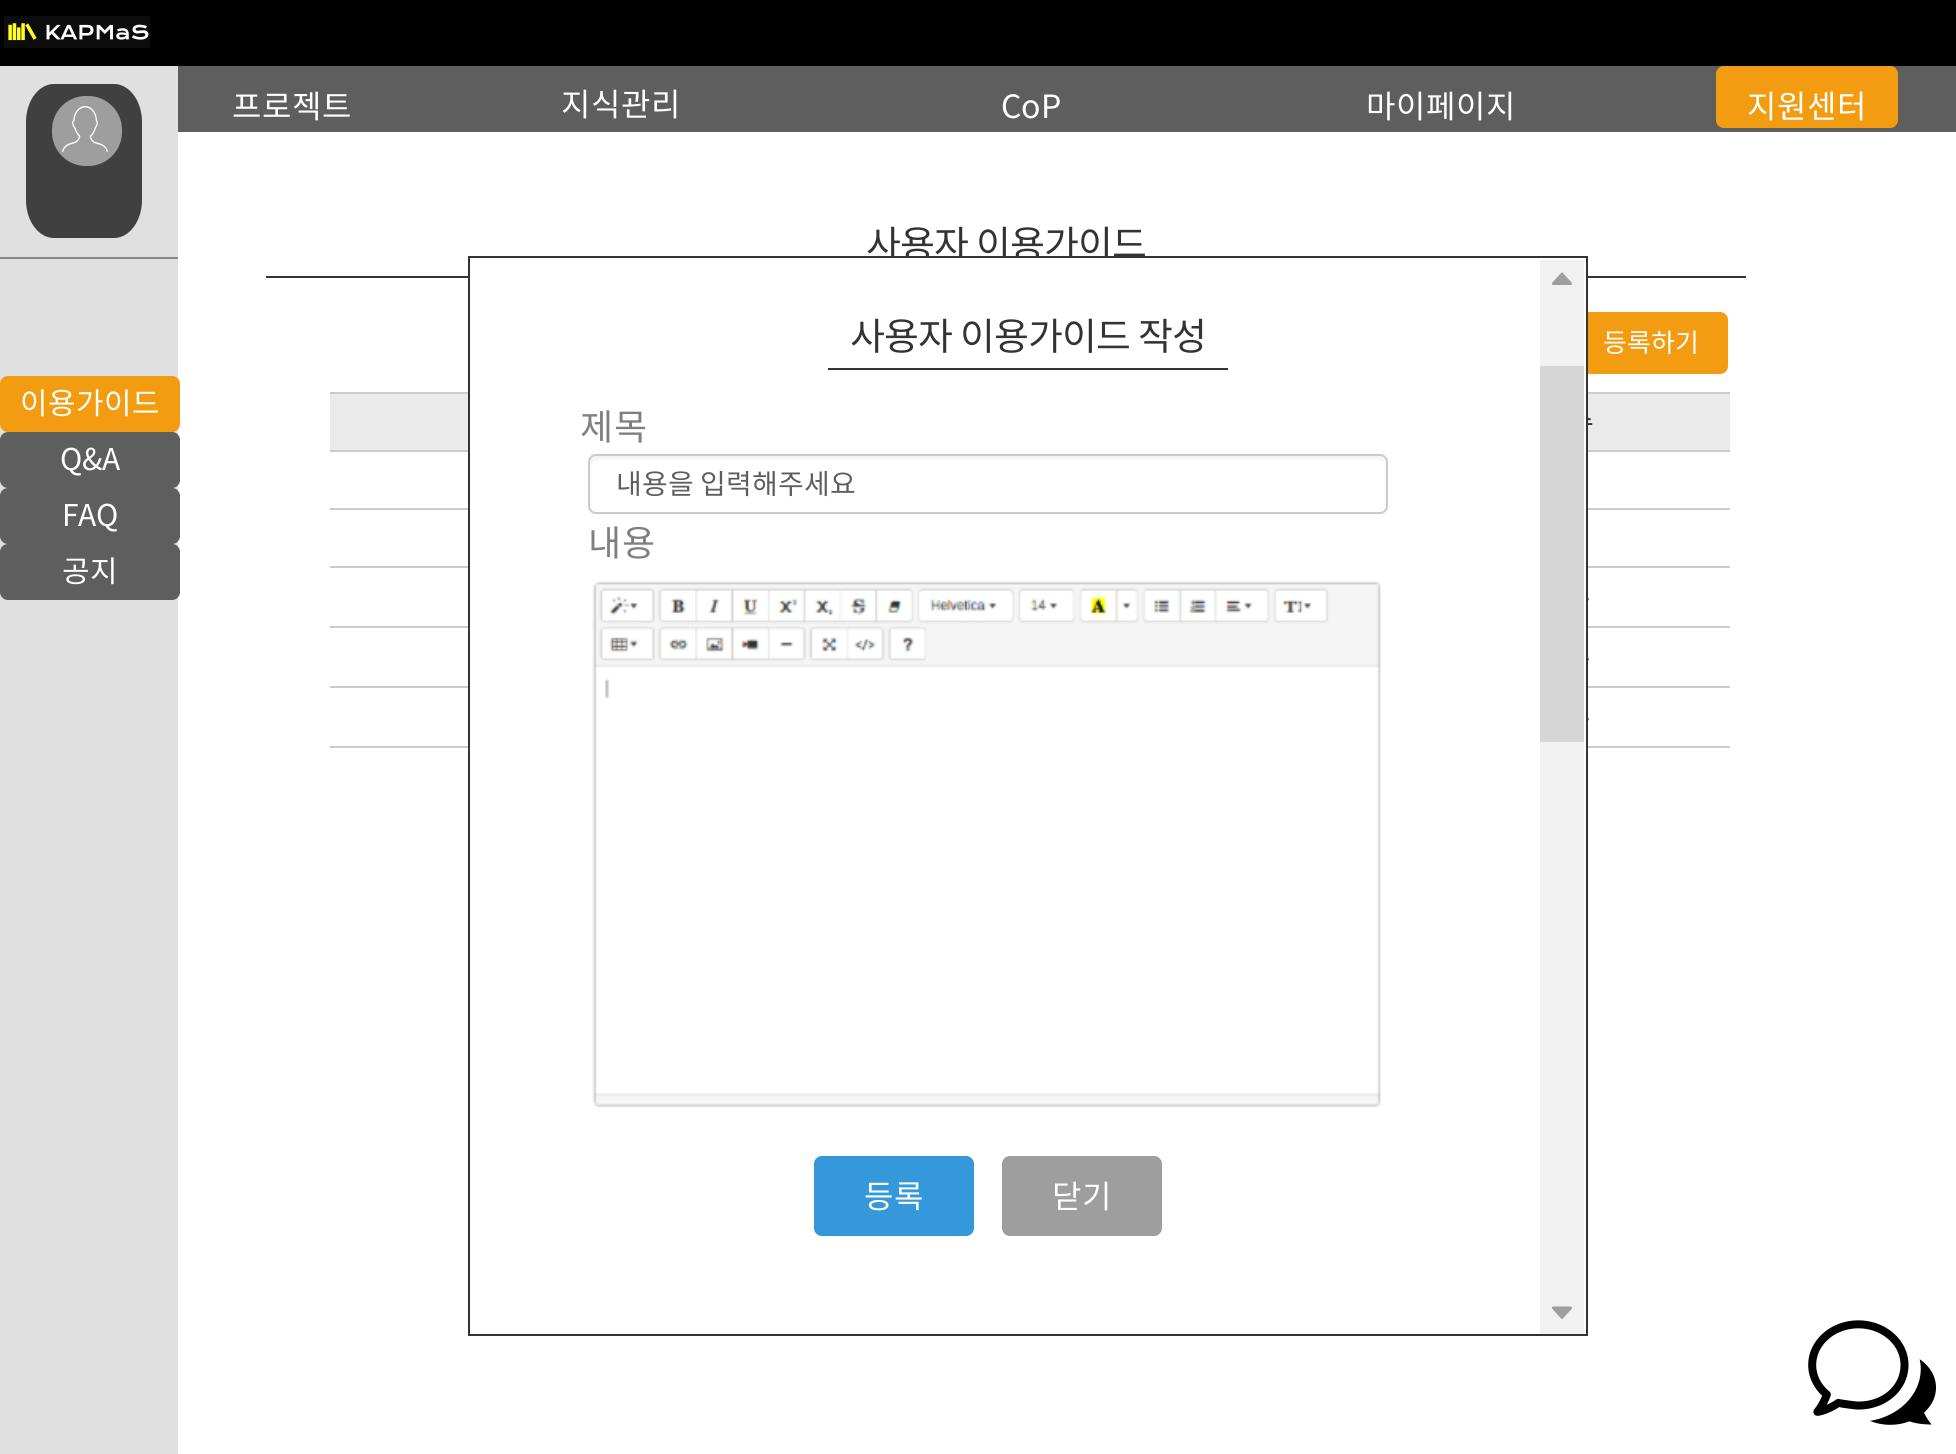 KAPMaS
프로젝트
지식관리
CoP
마이페이지
지원센터
사용자 이용가이드
사용자 이용가이드 작성
등록하기
이용가이드
Q&A
FAQ
공지
제목
내용을 입력해주세요
내용
B I U X² X₂ S Helvetica 14 A T
</> ?
등록
닫기